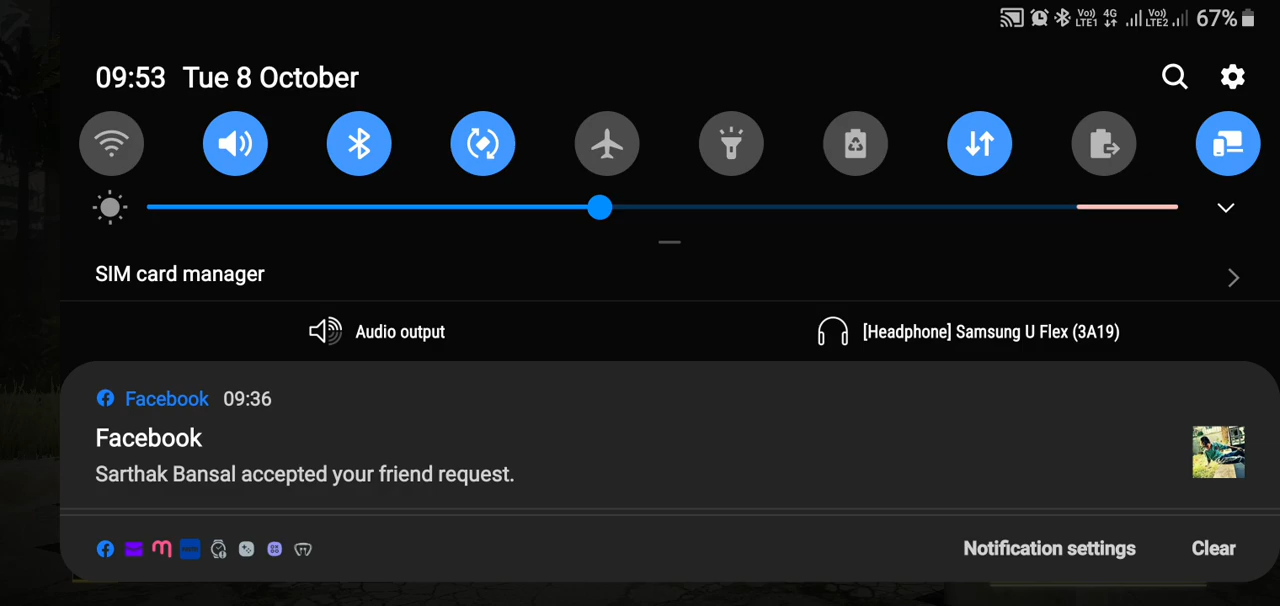 Vo)) LTE1 4G Vo)) LTE2 67%
09:53 Tue 8 October
SIM card manager
Audio output
[Headphone] Samsung U Flex (3A19)
Facebook 09:36
Facebook
Sarthak Bansal accepted your friend request.
Notification settings Clear